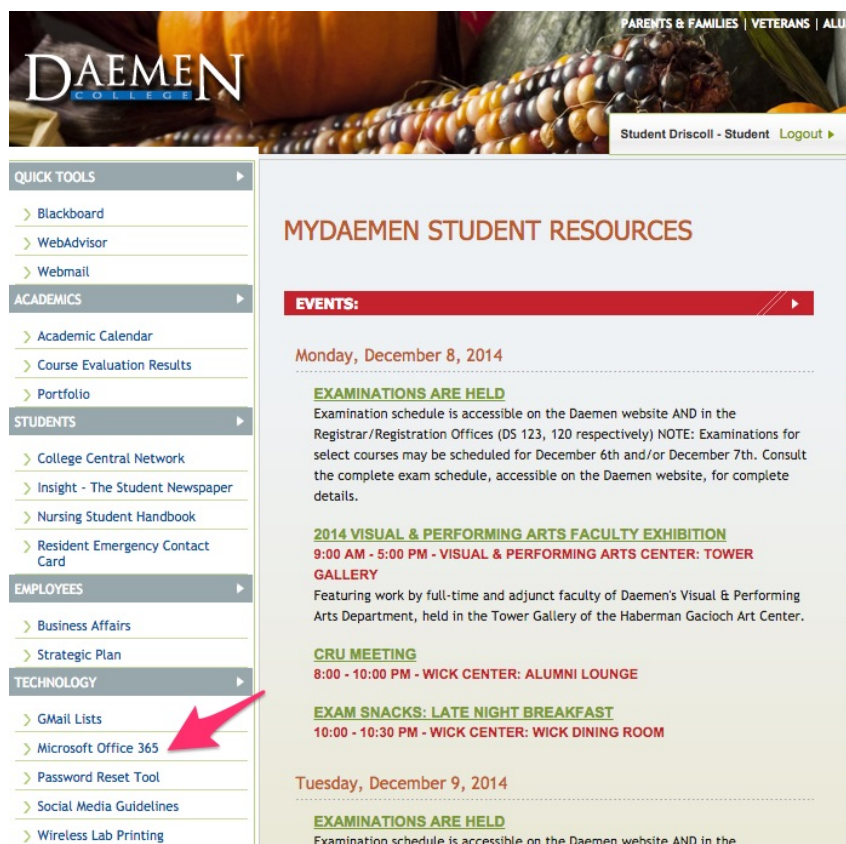 PARENTS & FAMILIES | VETERANS | ALU
DAEMEN
COLLEGE
Student Driscoll - Student Logout
QUICK TOOLS
Blackboard
WebAdvisor
Webmail
ACADEMICS
Academic Calendar
Course Evaluation Results
Portfolio
STUDENTS
College Central Network
Insight - The Student Newspaper
Nursing Student Handbook
Resident Emergency Contact
Card
EMPLOYEES
Business Affairs
Strategic Plan
TECHNOLOGY
GMail Lists
Microsoft Office 365
Password Reset Tool
Social Media Guidelines
Wireless Lab Printing
MYDAEMEN STUDENT RESOURCES
EVENTS:
Monday, December 8, 2014
EXAMINATIONS ARE HELD
Examination schedule is accessible on the Daemen website AND in the
Registrar/Registration Offices (DS 123, 120 respectively) NOTE: Examinations for
select courses may be scheduled for December 6th and/or December 7th. Consult
the complete exam schedule, accessible on the Daemen website, for complete
details.
2014 VISUAL & PERFORMING ARTS FACULTY EXHIBITION
9:00 AM - 5:00 PM - VISUAL & PERFORMING ARTS CENTER: TOWER
GALLERY
Featuring work by full-time and adjunct faculty of Daemen's Visual & Performing
Arts Department, held in the Tower Gallery of the Haberman Gacioch Art Center.
CRU MEETING
8:00 - 10:00 PM - WICK CENTER: ALUMNI LOUNGE
EXAM SNACKS: LATE NIGHT BREAKFAST
10:00 - 10:30 PM - WICK CENTER: WICK DINING ROOM
Tuesday, December 9, 2014
EXAMINATIONS ARE HELD
Examination schedule is accessible on the Daemen website AND in the